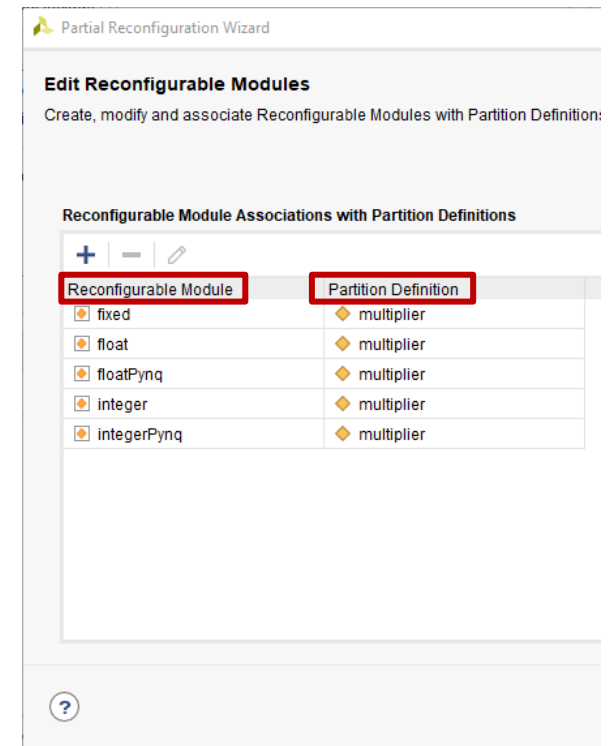 Partial Reconfiguration Wizard
Edit Reconfigurable Modules
Create, modify and associate Reconfigurable Modules with Partition Definitions
Reconfigurable Module Associations with Partition Definitions
Reconfigurable Module Partition Definition
fixed multiplier
float multiplier
floatPynq multiplier
integer multiplier
integerPynq multiplier
?